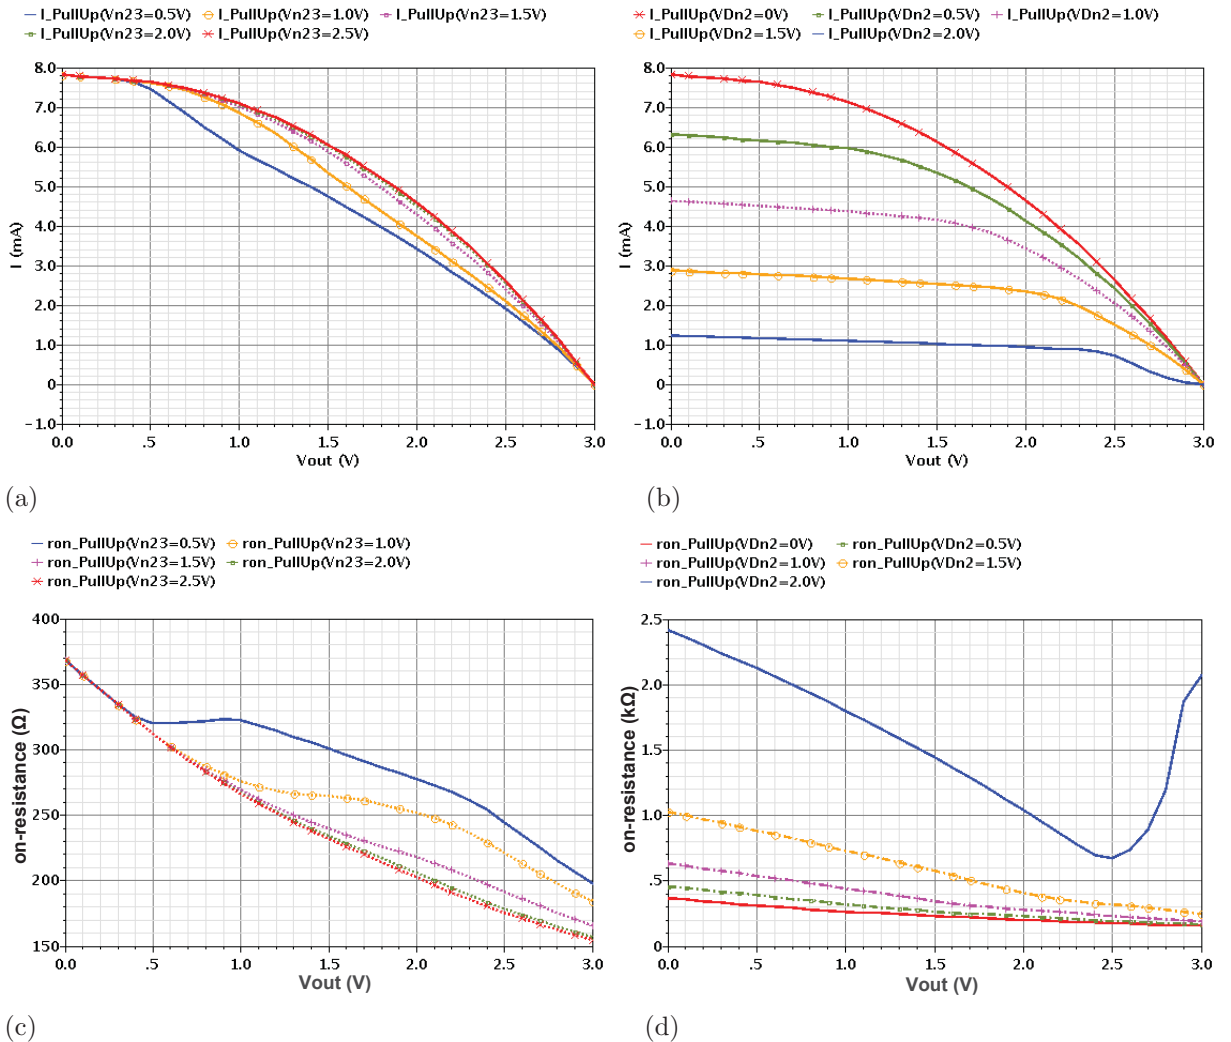 I_PullUp(Vn23=0.5V) I_PullUp(Vn23=1.0V) I_PullUp(Vn23=1.5V)
I_PullUp(Vn23=2.0V) I_PullUp(Vn23=2.5V)
8.0
7.0
6.0
5.0
4.0
3.0
2.0
1.0
0
-1.0
I (mA)
0.0 .5 1.0 1.5 2.0 2.5 3.0
Vout (V)
(a)
I_PullUp(VDn2=0V) I_PullUp(VDn2=0.5V) I_PullUp(VDn2=1.0V)
I_PullUp(VDn2=1.5V) I_PullUp(VDn2=2.0V)
8.0
7.0
6.0
5.0
4.0
3.0
2.0
1.0
0
-1.0
I (mA)
0.0 .5 1.0 1.5 2.0 2.5 3.0
Vout (V)
(b)
ron_PullUp(Vn23=0.5V) ron_PullUp(Vn23=1.0V)
ron_PullUp(Vn23=1.5V) ron_PullUp(Vn23=2.0V)
ron_PullUp(Vn23=2.5V)
400
350
300
250
200
150
on-resistance (Ω)
0.0 .5 1.0 1.5 2.0 2.5 3.0
Vout (V)
(c)
ron_PullUp(VDn2=0V) ron_PullUp(VDn2=0.5V)
ron_PullUp(VDn2=1.0V) ron_PullUp(VDn2=1.5V)
ron_PullUp(VDn2=2.0V)
2.5
2.0
1.5
1.0
.5
0
on-resistance (kΩ)
0.0 .5 1.0 1.5 2.0 2.5 3.0
Vout (V)
(d)